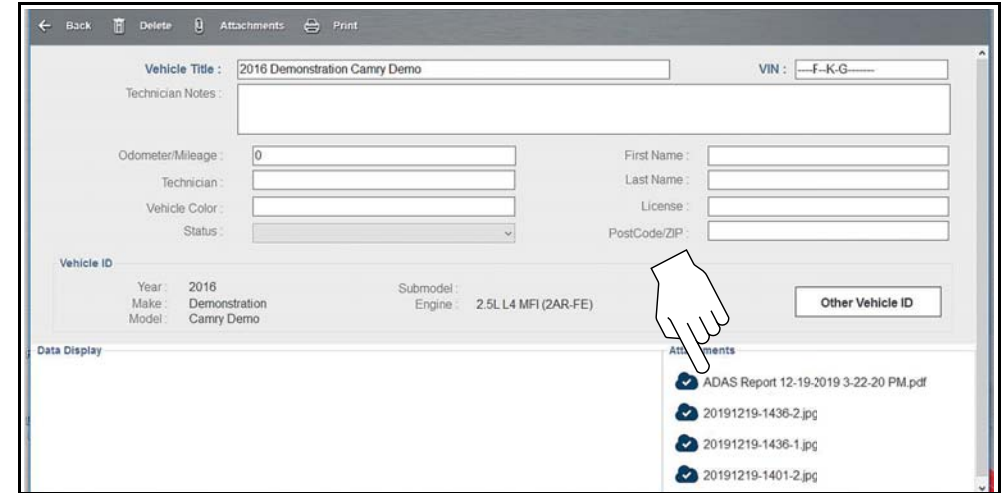 Back Delete Attachments Print
Vehicle Title : 2016 Demonstration Camry Demo VIN : ----F--K-G-------
Technician Notes :
Odometer/Mileage : 0 First Name :
Technician : Last Name :
Vehicle Color : License :
Status : PostCode/ZIP :
Vehicle ID
Year : 2016 Submodel :
Make : Demonstration Engine : 2.5L L4 MFI (2AR-FE) Other Vehicle ID
Model : Camry Demo
Data Display Attachments
ADAS Report 12-19-2019 3-22-20 PM.pdf
20191219-1436-2.jpg
20191219-1436-1.jpg
20191219-1401-2.jpg